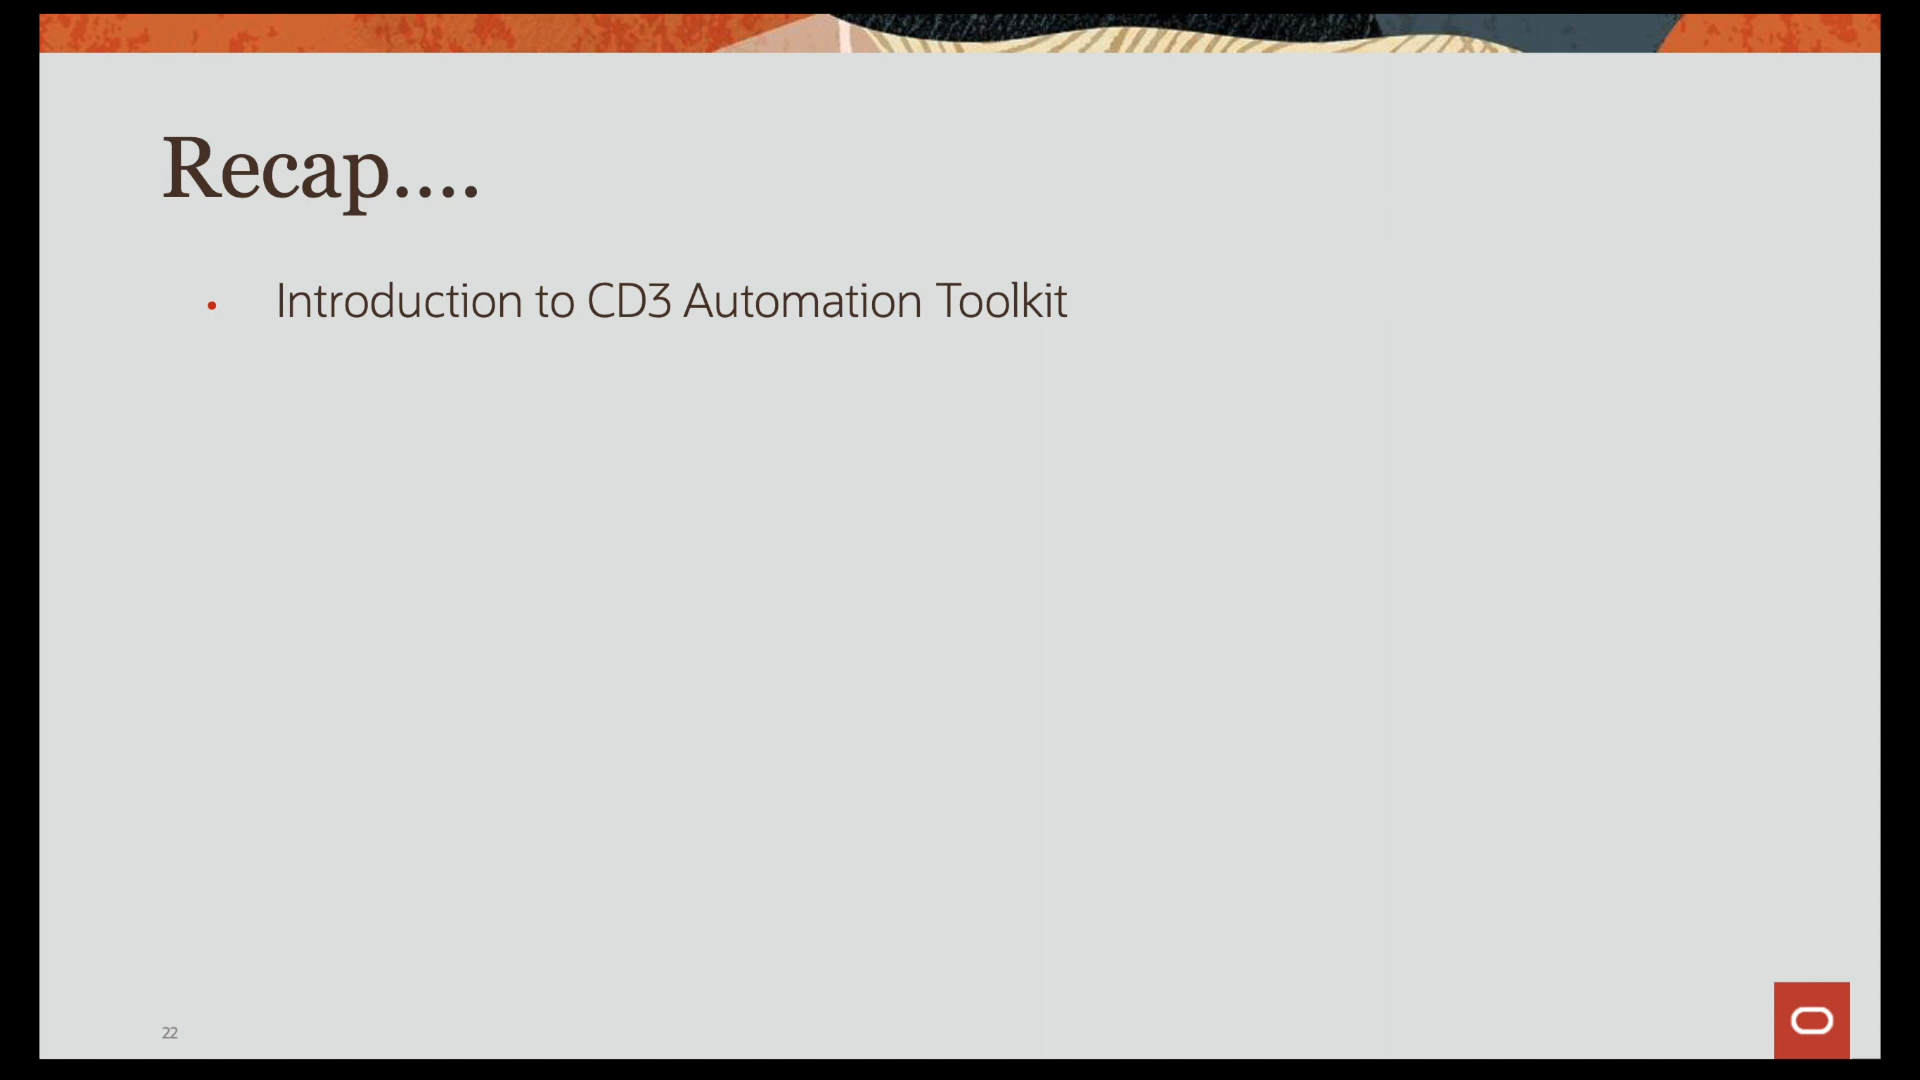 Recap....
• Introduction to CD3 Automation Toolkit
22